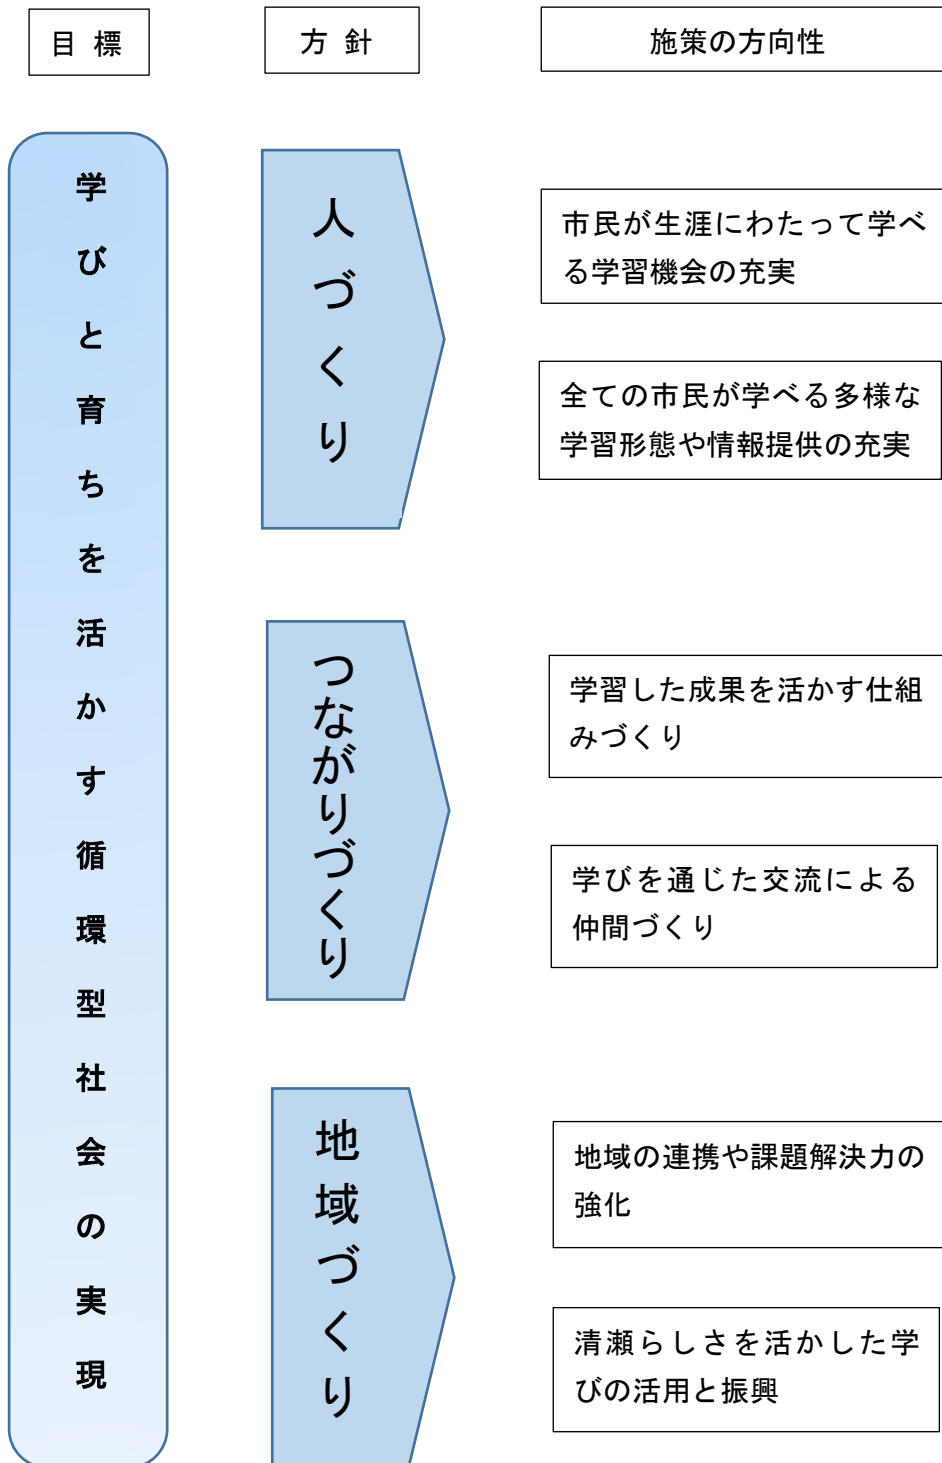 目 標
方 針
施策の方向性
学びと育ちを活かす循環型社会の実現
人づくり
市民が生涯にわたって学べ
る学習機会の充実
全ての市民が学べる多様な
学習形態や情報提供の充実
つながりづくり
学習した成果を活かす仕組
みづくり
学びを通じた交流による
仲間づくり
地域づくり
地域の連携や課題解決力の
強化
清瀬らしさを活かした学
びの活用と振興